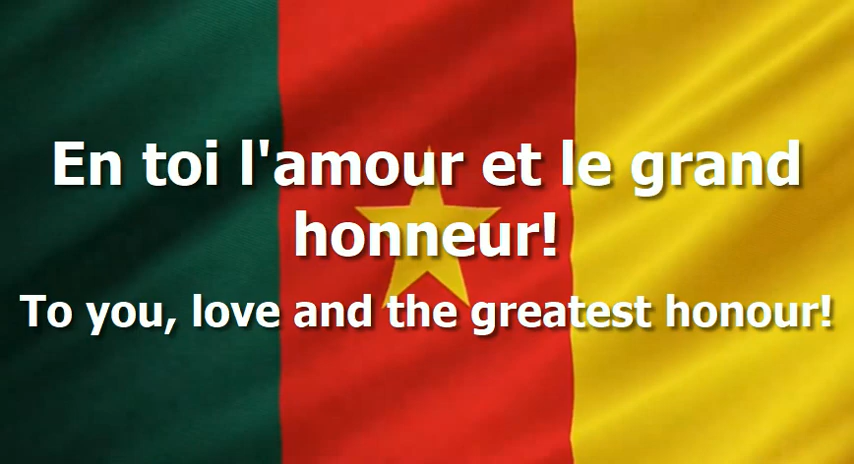 En toi l'amour et le grand
honneur!
To you, love and the greatest honour!